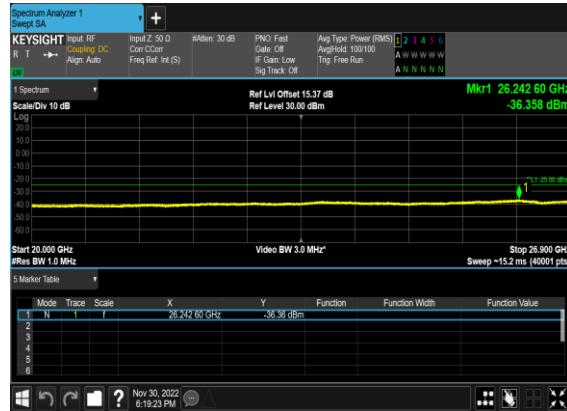 Spectrum Analyzer 1
Swept SA
+
KEYSIGHT Input: RF Input Z: 50 Ω #Atten: 30 dB PNO: Fast Avg Type: Power (RMS) 1 2 3 4 5 6
R T Coupling: DC Corr CCorr Gate: Off Avg|Hold: 100/100 A W W W W W
Align: Auto Freq Ref: Int (S) IF Gain: Low Trig: Free Run
Sig Track: Off A N N N N N
1 Spectrum Ref Lvl Offset 15.37 dB Mkr1 26.242 60 GHz
Scale/Div 10 dB Ref Level 30.00 dBm -36.358 dBm
Log
20.0
10.0
0.00
-10.0
-20.0
DL1 -25.00 dBm
1
-30.0
-40.0
-50.0
-60.0
Start 20.000 GHz Video BW 3.0 MHz* Stop 26.900 GHz
#Res BW 1.0 MHz Sweep ~15.2 ms (40001 pts)
5 Marker Table
Mode Trace Scale X Y Function Function Width Function Value
1 N 1 f 26.242 60 GHz -36.36 dBm
2
3
4
5
6
? Nov 30, 2022
6:19:23 PM